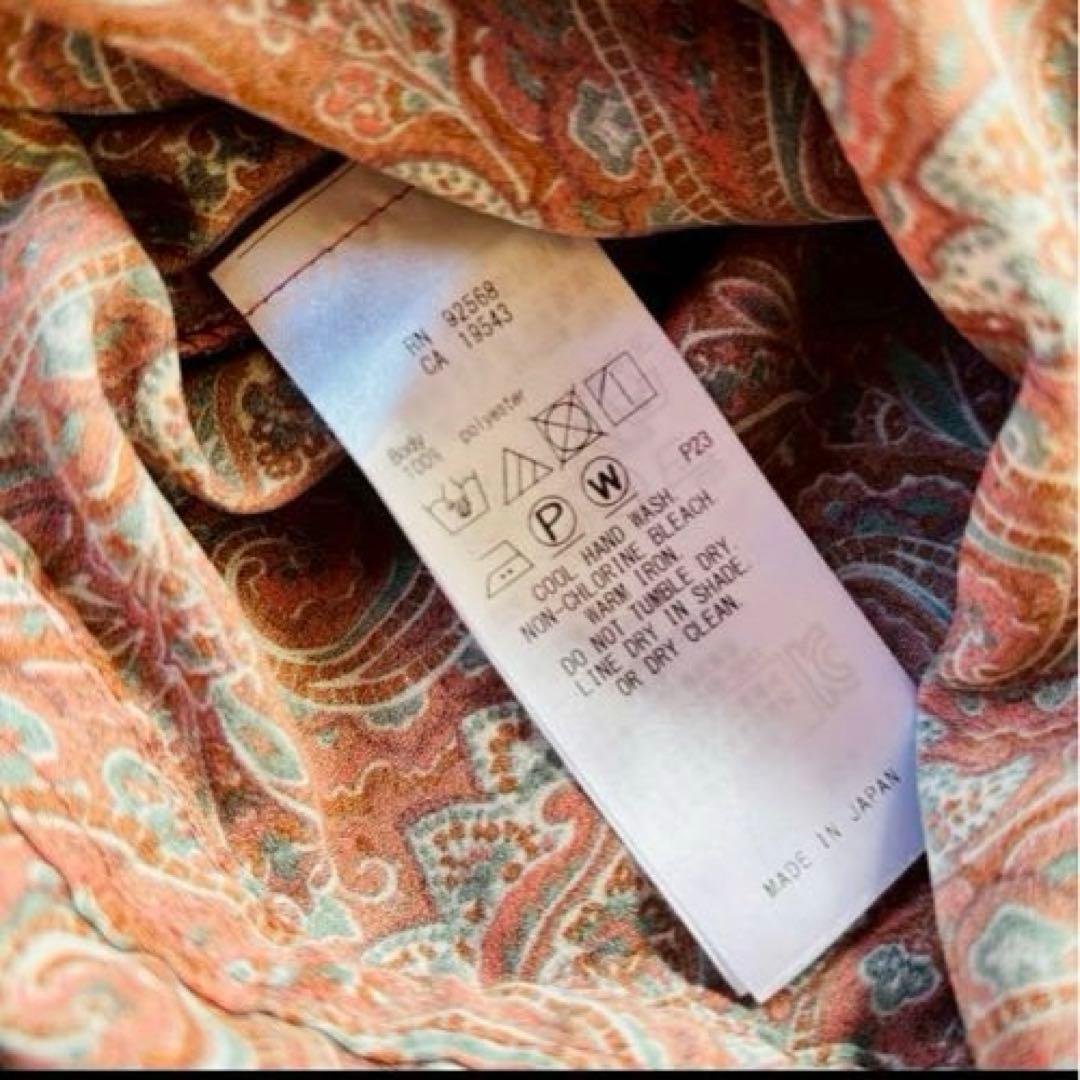 RN 92568
CA 19543
Body
100% polyester
P23
P W
COOL HAND WASH.
NON-CHLORINE BLEACH.
WARM IRON.
DO NOT TUMBLE DRY.
LINE DRY IN SHADE.
OR DRY CLEAN.
MADE IN JAPAN